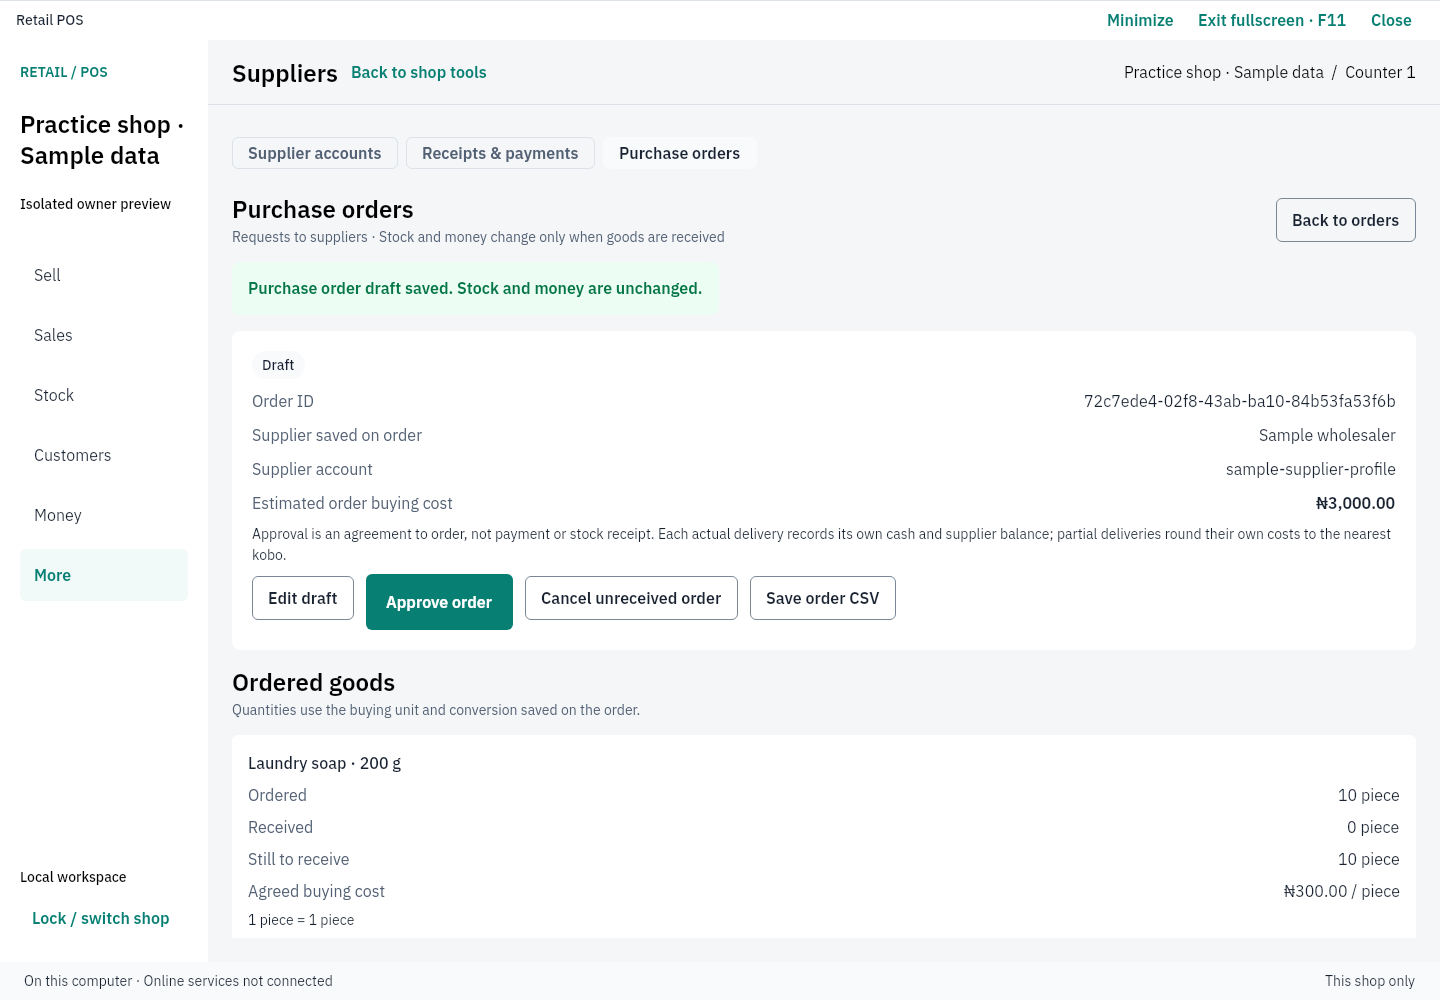 Retail POS
Minimize
Exit fullscreen · F11
Close
RETAIL / POS
Practice shop ·
Sample data
Isolated owner preview
Sell
Sales
Stock
Customers
Money
More
Local workspace
Lock / switch shop
Suppliers
Back to shop tools
Practice shop · Sample data / Counter 1
Supplier accounts
Receipts & payments
Purchase orders
Purchase orders
Requests to suppliers · Stock and money change only when goods are received
Back to orders
Purchase order draft saved. Stock and money are unchanged.
Draft
Order ID
72c7ede4-02f8-43ab-ba10-84b53fa53f6b
Supplier saved on order
Sample wholesaler
Supplier account
sample-supplier-profile
Estimated order buying cost
₦3,000.00
Approval is an agreement to order, not payment or stock receipt. Each actual delivery records its own cash and supplier balance; partial deliveries round their own costs to the nearest
kobo.
Edit draft
Approve order
Cancel unreceived order
Save order CSV
Ordered goods
Quantities use the buying unit and conversion saved on the order.
Laundry soap · 200 g
Ordered
10 piece
Received
0 piece
Still to receive
10 piece
Agreed buying cost
₦300.00 / piece
1 piece = 1 piece
On this computer · Online services not connected
This shop only